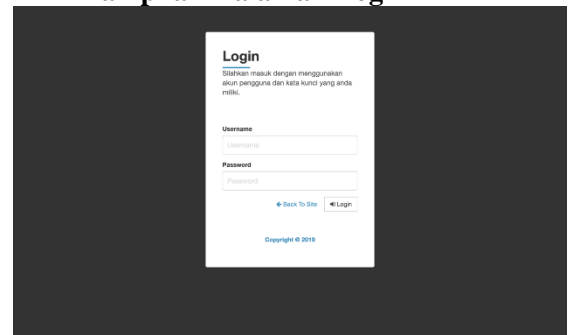 Login
Silahkan masuk dengan menggunakan
akun pengguna dan kata kunci yang anda
miliki.
Username
Username
Password
Password
Back To Site Login
Copyright © 2019